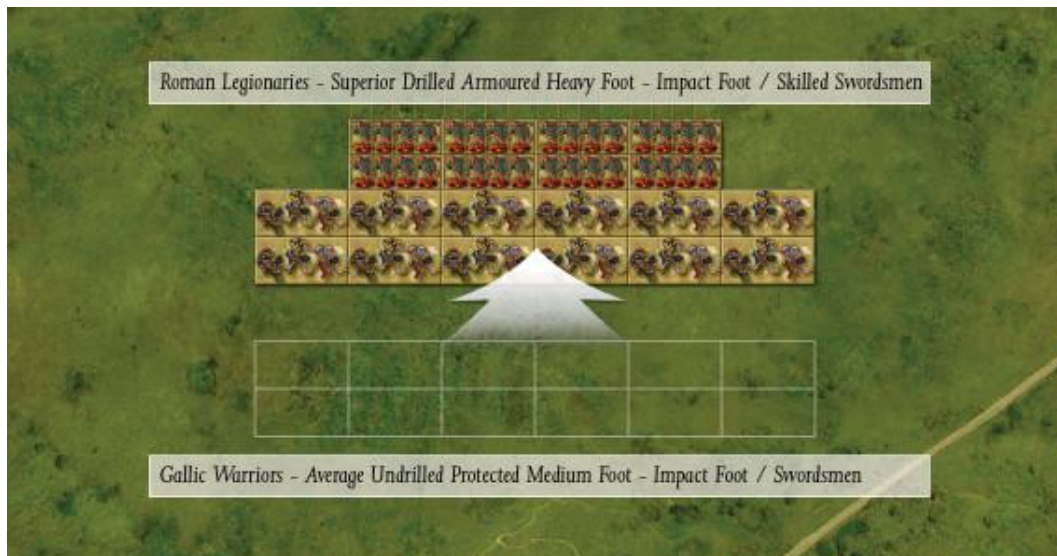 Roman Legionaries - Superior Drilled Armoured Heavy Foot - Impact Foot / Skilled Swordsmen
Gallic Warriors - Average Undrilled Protected Medium Foot - Impact Foot / Swordsmen